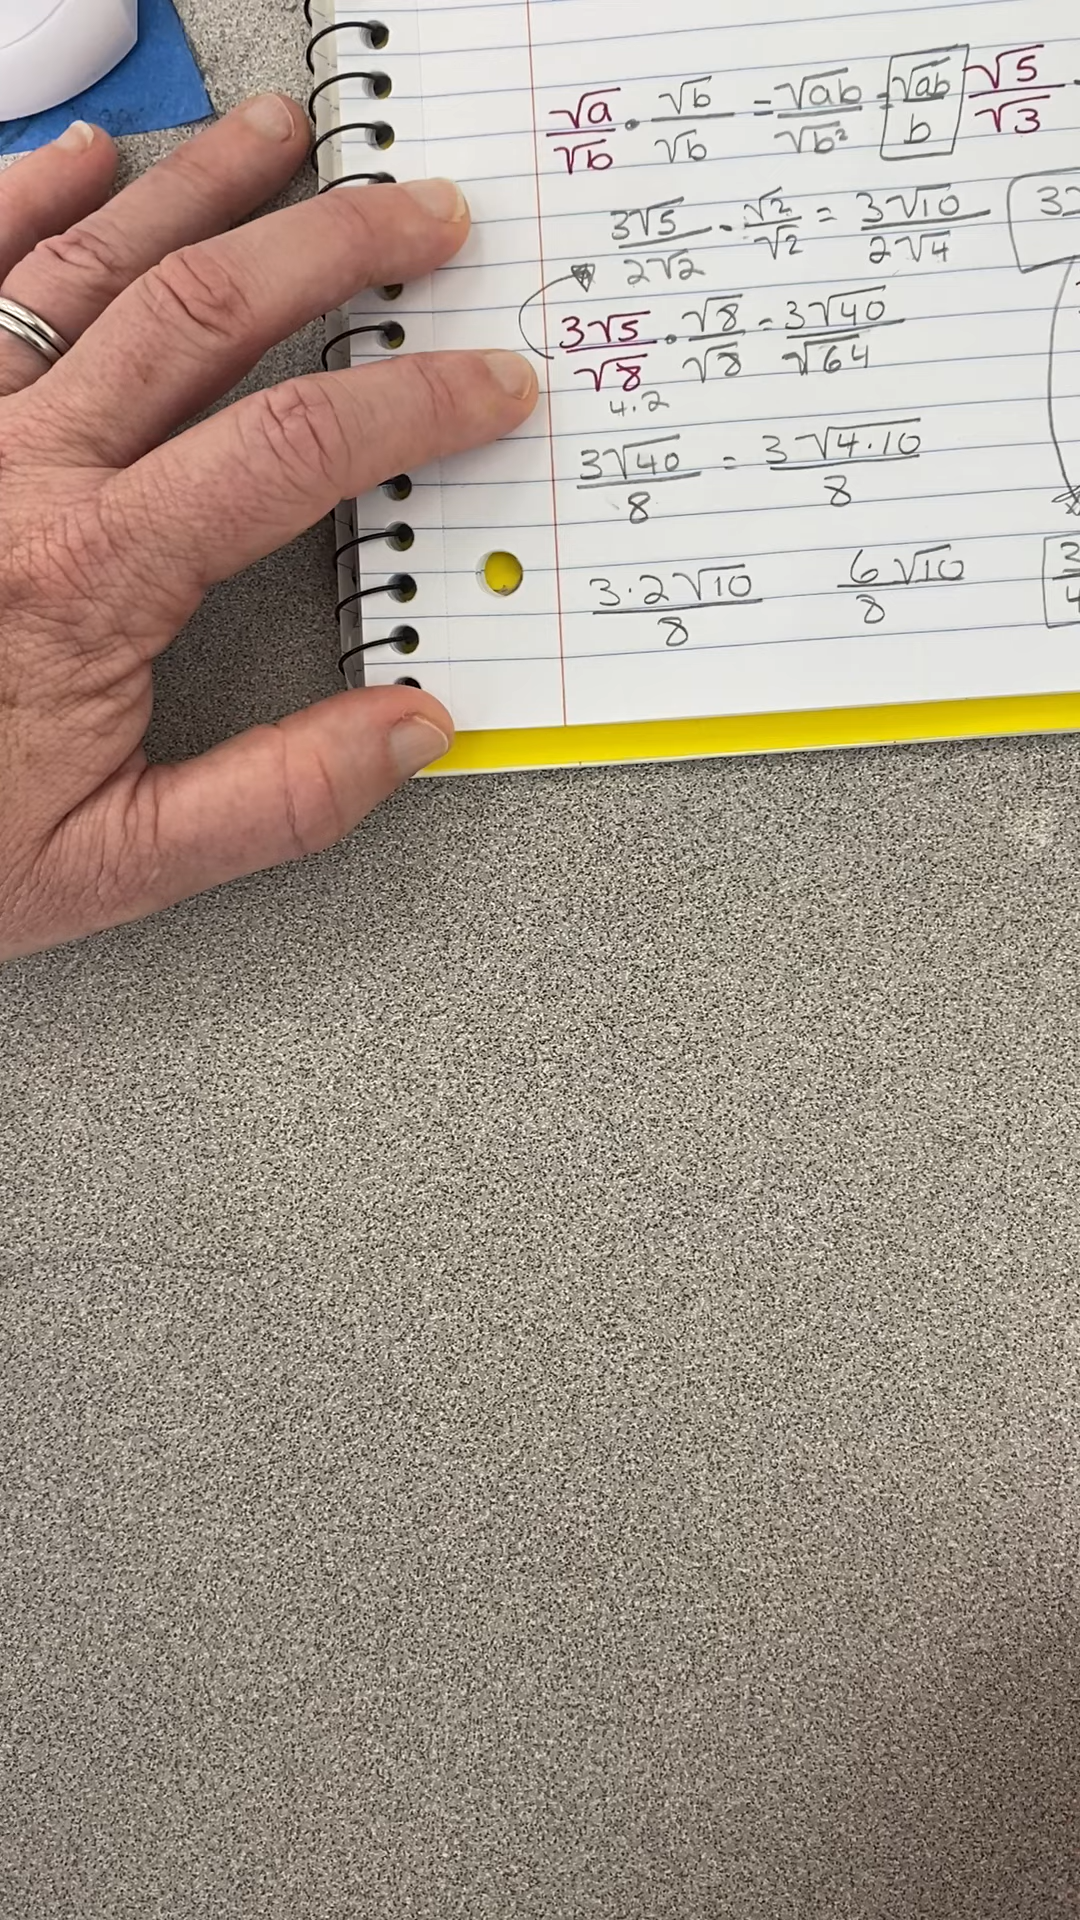 √a/√b · √b/√b = √ab/√b² = √ab/b √5/√3
3√5/2√2 · √2/√2 = 3√10/2√4
3√5/√8 · √8/√8 = 3√40/√64
4.2
3√40/8 = 3√4·10/8
3·2√10/8 6√10/8